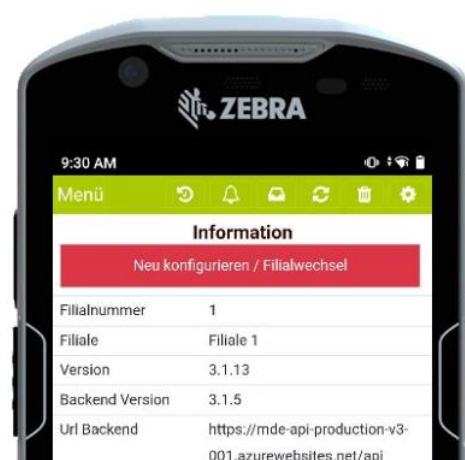 ZEBRA
9:30 AM
Menü
Information
Neu konfigurieren / Filialwechsel
Filialnummer 1
Filiale Filiale 1
Version 3.1.13
Backend Version 3.1.5
Url Backend https://mde-api-production-v3-
001.azurewebsites.net/api